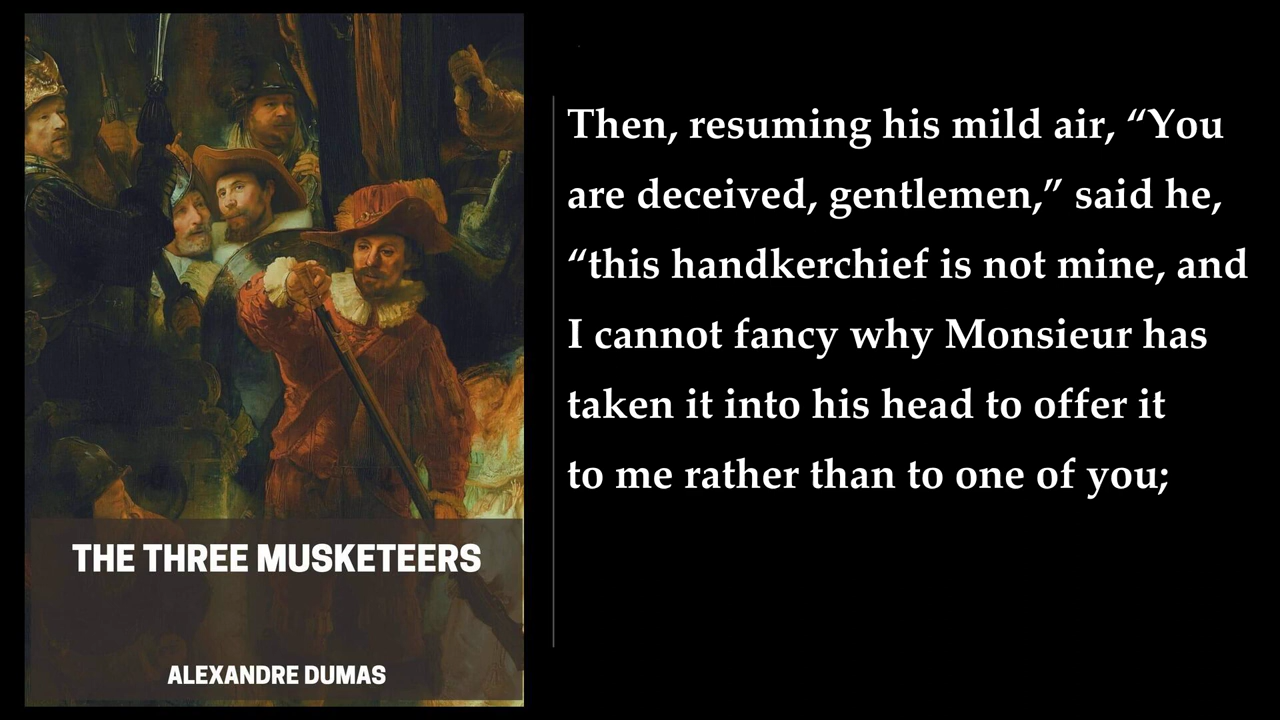 THE THREE MUSKETEERS
ALEXANDRE DUMAS
Then, resuming his mild air, “You
are deceived, gentlemen,” said he,
“this handkerchief is not mine, and
I cannot fancy why Monsieur has
taken it into his head to offer it
to me rather than to one of you;